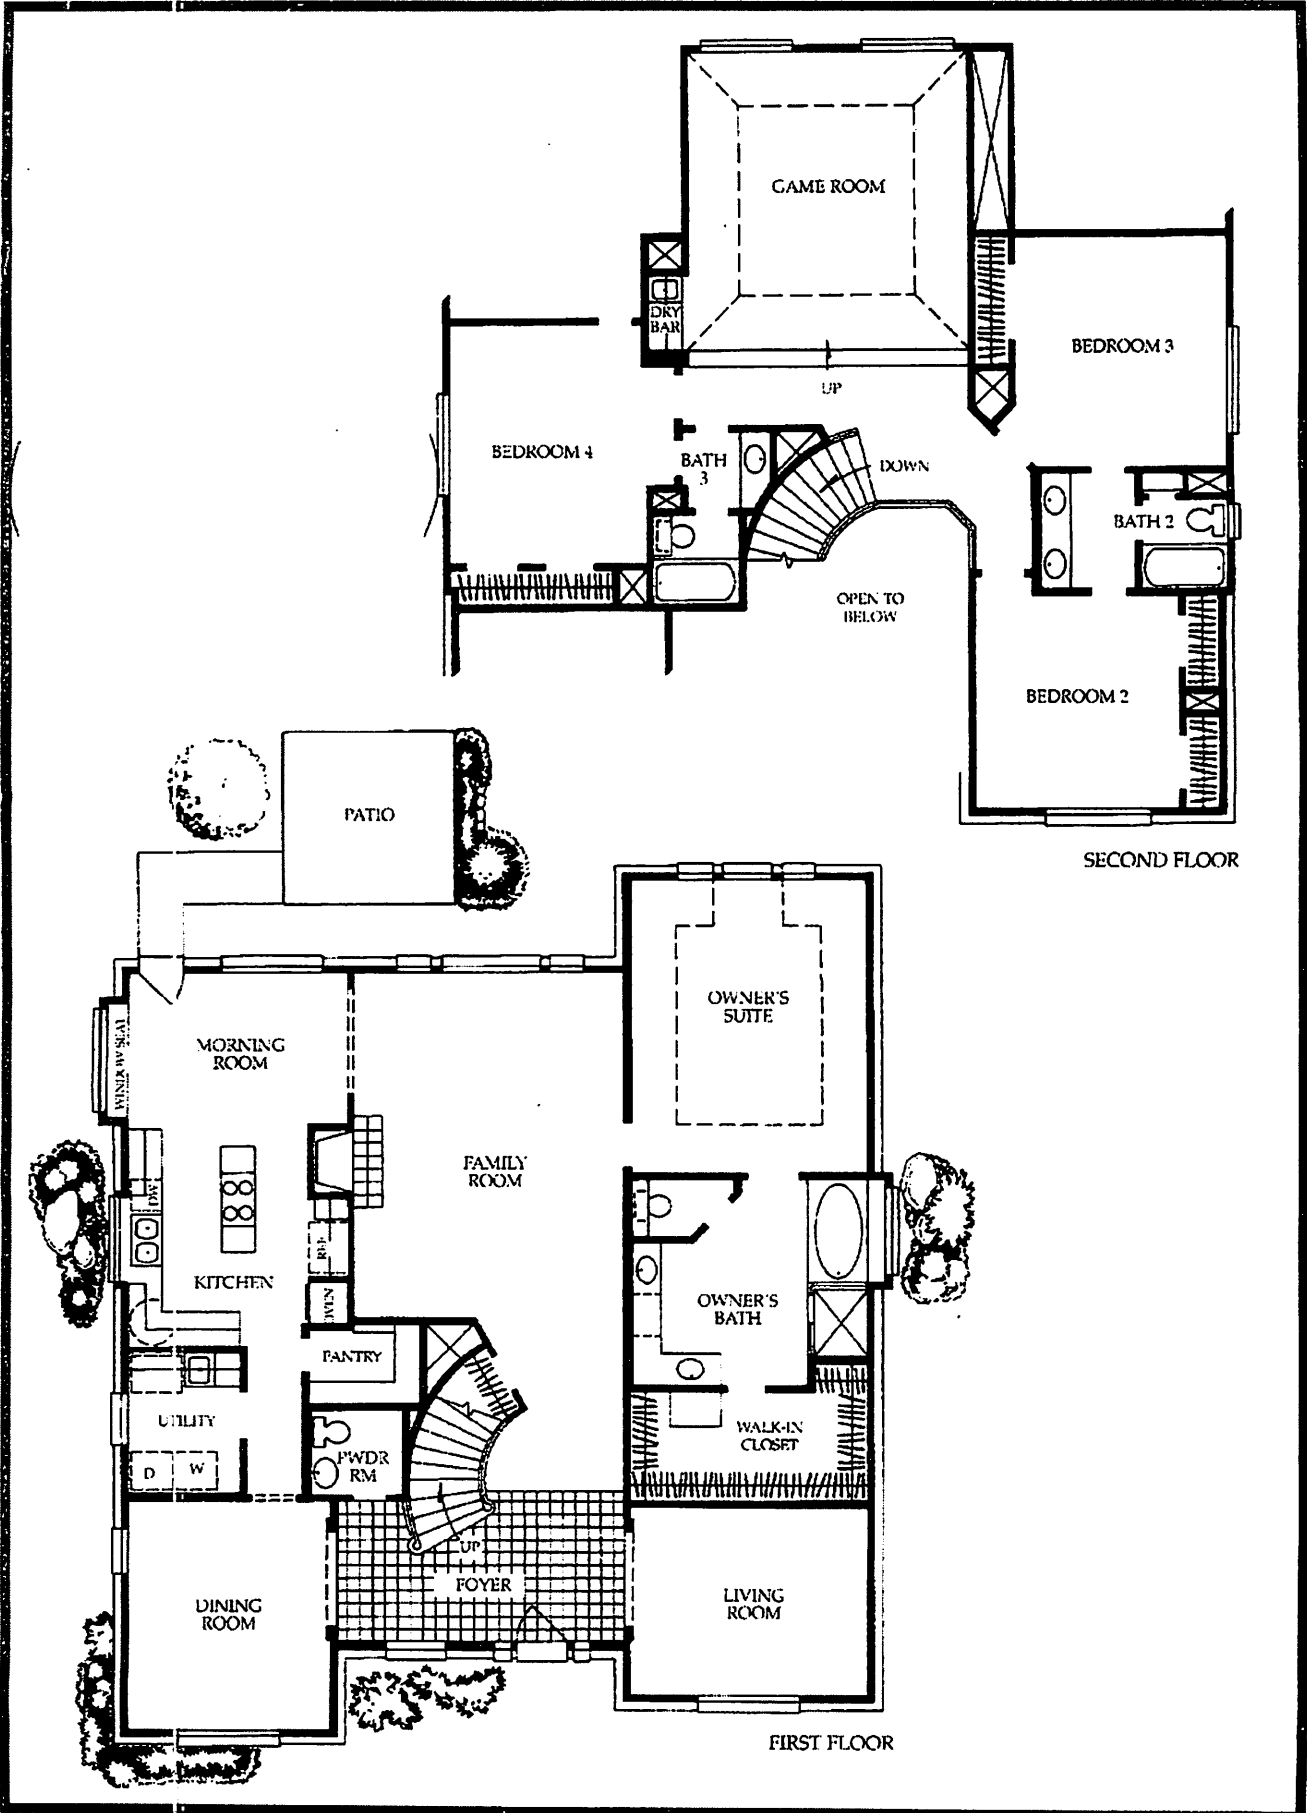 GAME ROOM
DRY
BAR
BEDROOM 3
UP
BEDROOM 4
BATH
3
DOWN
BATH 2
OPEN TO
BELOW
BEDROOM 2
SECOND FLOOR
PATIO
OWNER'S
SUITE
MORNING
ROOM
WINDOW SEAT
FAMILY
ROOM
DW
REF
KITCHEN
OVEN
OWNER'S
BATH
PANTRY
UTILITY
WALK-IN
CLOSET
PWDR
RM
D
W
UP
FOYER
DINING
ROOM
LIVING
ROOM
FIRST FLOOR